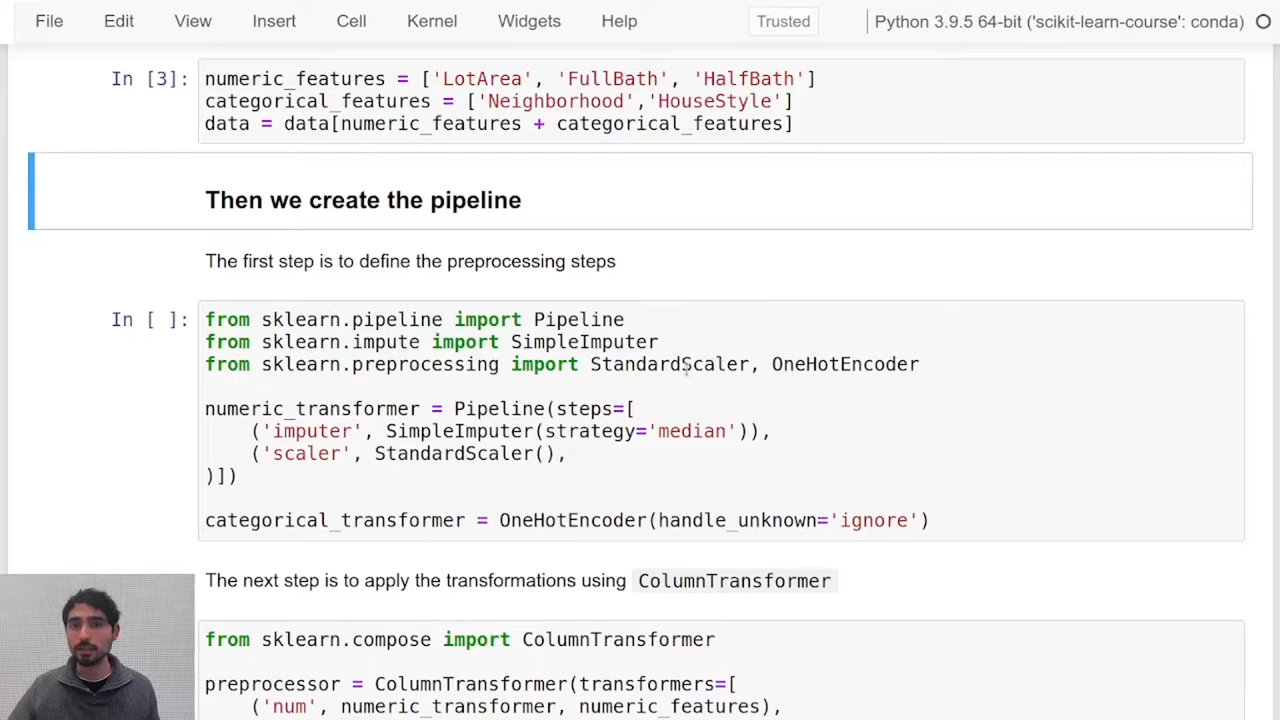 File Edit View Insert Cell Kernel Widgets Help Trusted Python 3.9.5 64-bit ('scikit-learn-course': conda)
In [3]: numeric_features = ['LotArea', 'FullBath', 'HalfBath']
categorical_features = ['Neighborhood','HouseStyle']
data = data[numeric_features + categorical_features]
Then we create the pipeline
The first step is to define the preprocessing steps
In [ ]: from sklearn.pipeline import Pipeline
from sklearn.impute import SimpleImputer
from sklearn.preprocessing import StandardScaler, OneHotEncoder
numeric_transformer = Pipeline(steps=[
('imputer', SimpleImputer(strategy='median')),
('scaler', StandardScaler(),
)])
categorical_transformer = OneHotEncoder(handle_unknown='ignore')
The next step is to apply the transformations using ColumnTransformer
from sklearn.compose import ColumnTransformer
preprocessor = ColumnTransformer(transformers=[
('num', numeric_transformer, numeric_features),